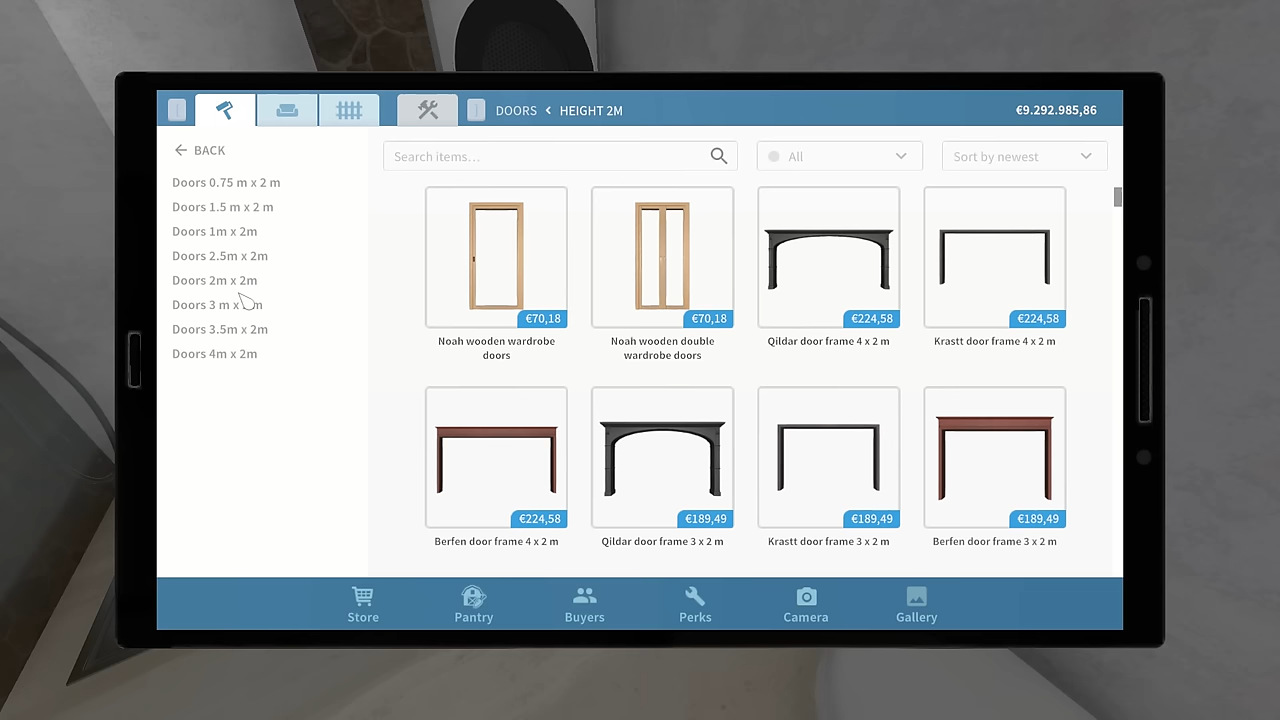 DOORS < HEIGHT 2M
€9.292.985,86
BACK
Doors 0.75 m x 2 m
Doors 1.5 m x 2 m
Doors 1m x 2m
Doors 2.5m x 2m
Doors 2m x 2m
Doors 3 m x m
Doors 3.5m x 2m
Doors 4m x 2m
Search items...
All
Sort by newest
€70,18
€70,18
€224,58
€224,58
Noah wooden wardrobe
doors
Noah wooden double
wardrobe doors
Qildar door frame 4 x 2 m
Krastt door frame 4 x 2 m
€224,58
€189,49
€189,49
€189,49
Berfen door frame 4 x 2 m
Qildar door frame 3 x 2 m
Krastt door frame 3 x 2 m
Berfen door frame 3 x 2 m
Store
Pantry
Buyers
Perks
Camera
Gallery